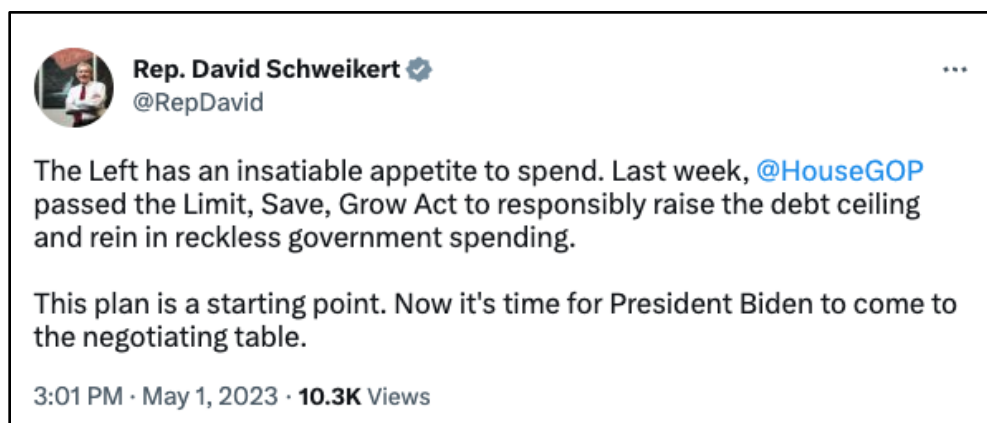 Rep. David Schweikert
@RepDavid
The Left has an insatiable appetite to spend. Last week, @HouseGOP
passed the Limit, Save, Grow Act to responsibly raise the debt ceiling
and rein in reckless government spending.
This plan is a starting point. Now it's time for President Biden to come to
the negotiating table.
3:01 PM · May 1, 2023 · 10.3K Views